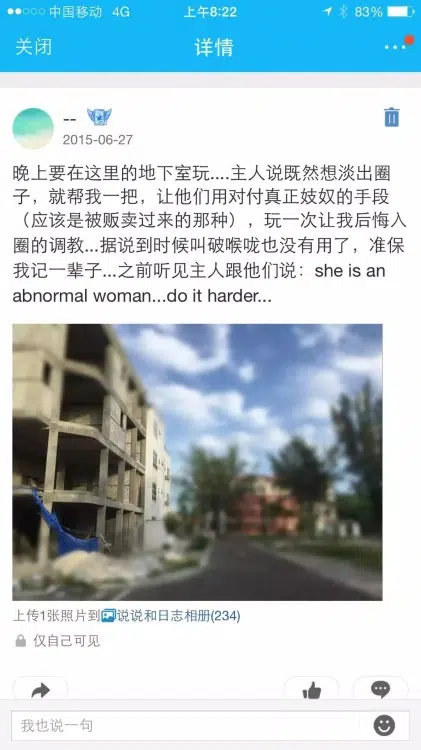 中国移动 4G 上午8:22 83%
关闭 详情
--
2015-06-27
晚上要在这里的地下室玩....主人说既然想淡出圈
子，就帮我一把，让他们用对付真正妓奴的手段
（应该是被贩卖过来的那种），玩一次让我后悔入
圈的调教...据说到时候叫破喉咙也没有用了，准保
我记一辈子...之前听见主人跟他们说：she is an
abnormal woman...do it harder...
上传1张照片到说说和日志相册(234)
仅自己可见
我也说一句